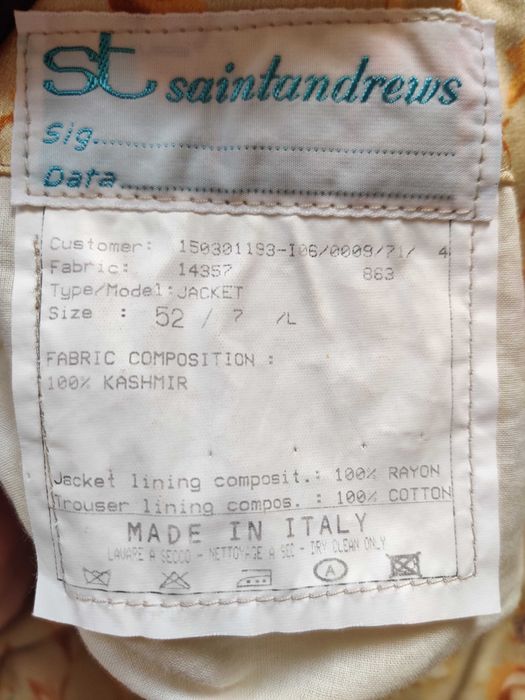 st saintandrews
Sig.
Data
Customer: 150301193-I06/0009/71/ 4
Fabric: 14357 863
Type/Model: JACKET
Size : 52 / 7 /L
FABRIC COMPOSITION :
100% KASHMIR
Jacket lining composit.: 100% RAYON
Trouser lining compos. : 100% COTTON
MADE IN ITALY
LAVARE A SECCO - NETTOYAGE A SEC - DRY CLEAN ONLY
A